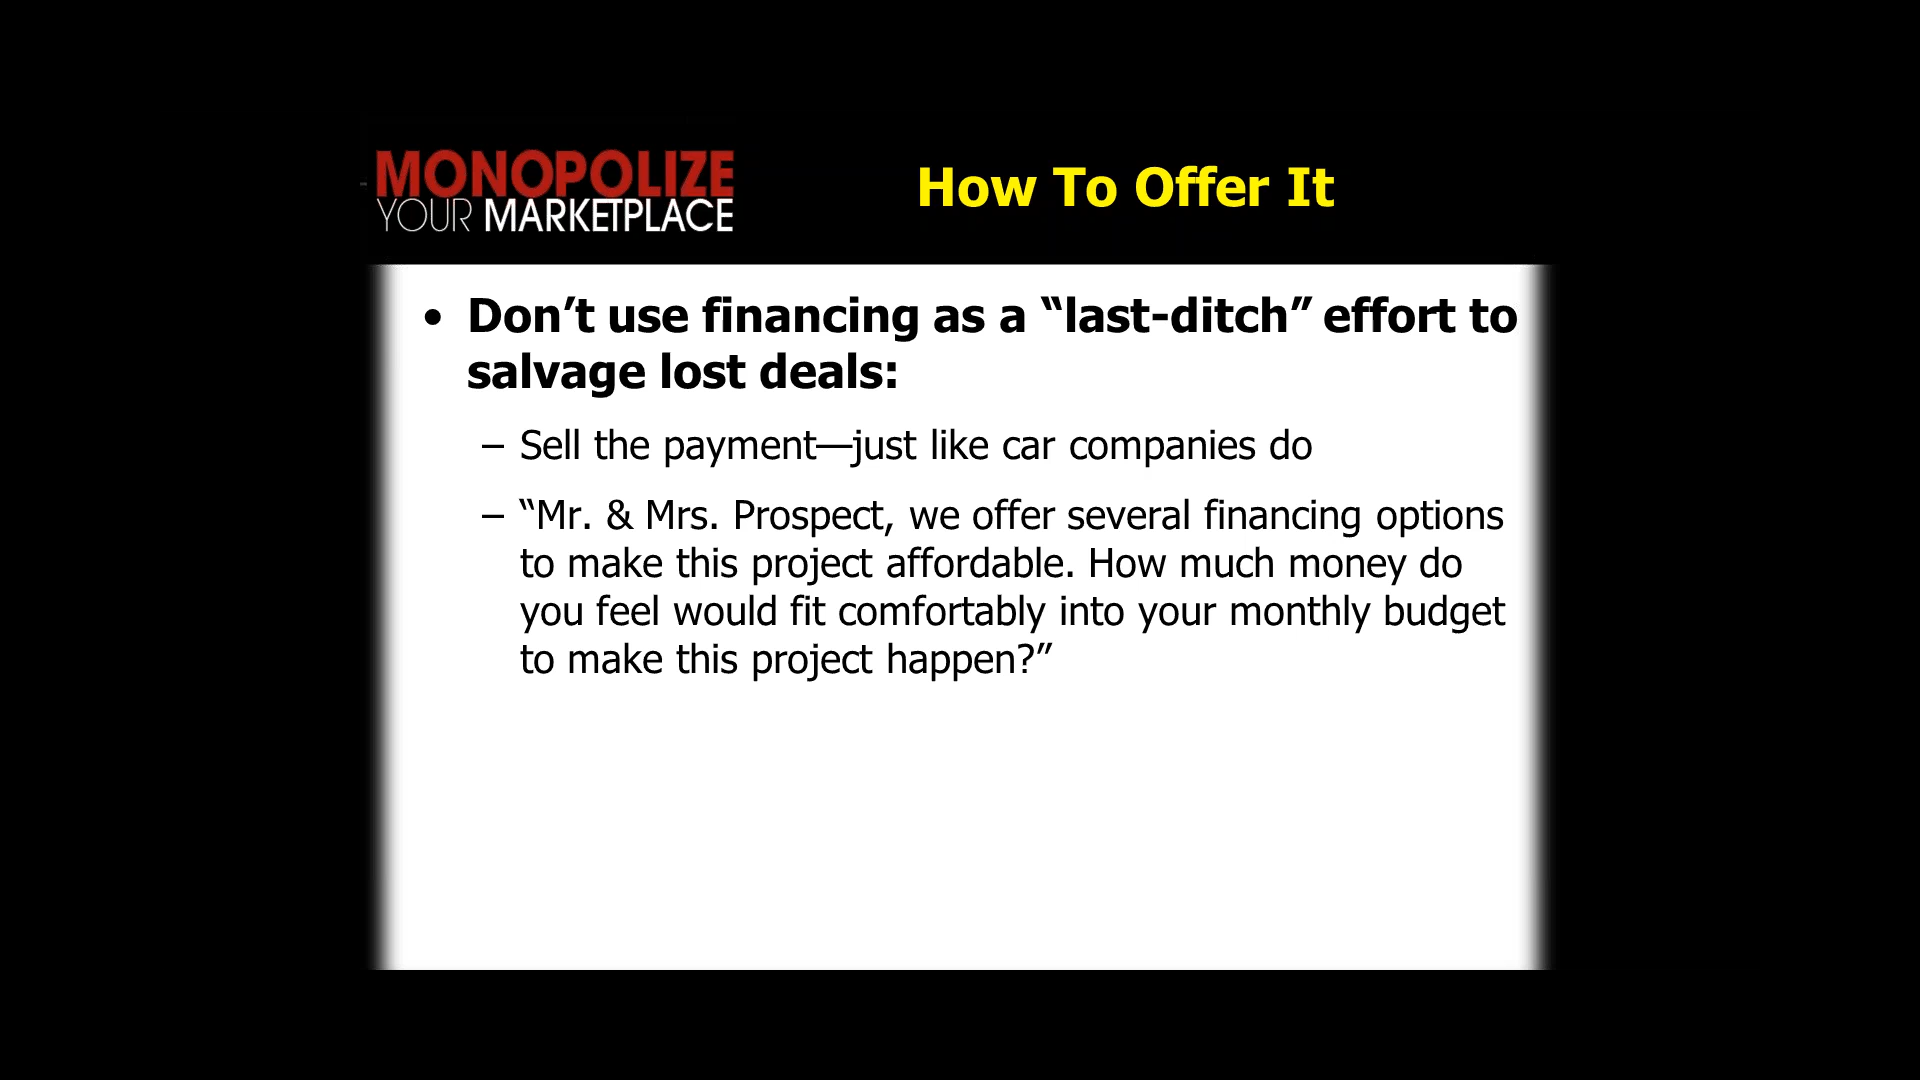 MONOPOLIZE
YOUR MARKETPLACE
How To Offer It
• Don’t use financing as a “last-ditch” effort to
salvage lost deals:
– Sell the payment—just like car companies do
– “Mr. & Mrs. Prospect, we offer several financing options
to make this project affordable. How much money do
you feel would fit comfortably into your monthly budget
to make this project happen?”